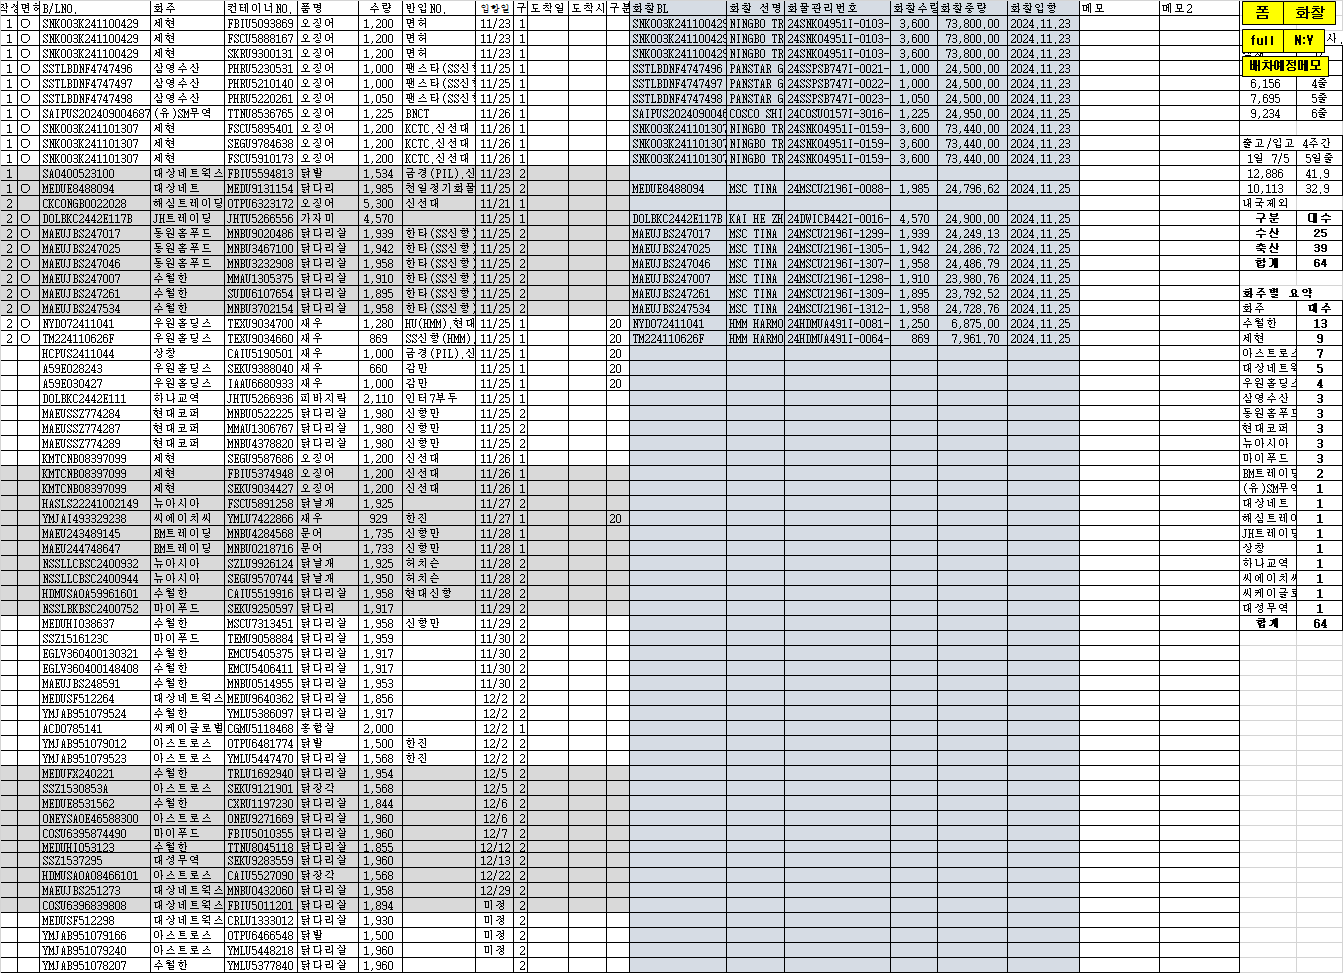 작성 면허 B/LNO. 화주 컨테이너NO. 품명 수량 반입NO. 입항일 구 도착일 도착시 구분 화찰BL 화찰 선명 화물관리번호 화찰수량 화찰중량 화찰입항 메모 메모2 폼 화찰
1 ○ SNKO03K241100429 세현 FBIU5093869 오징어 1,200 면허 11/23 1 SNKO03K241100429 NINGBO TR 24SNKO4951I-0103- 3,600 73,800.00 2024.11.23
1 ○ SNKO03K241100429 세현 FSCU5888167 오징어 1,200 면허 11/23 1 SNKO03K241100429 NINGBO TR 24SNKO4951I-0103- 3,600 73,800.00 2024.11.23 full N:Y
1 ○ SNKO03K241100429 세현 SKRU9300131 오징어 1,200 면허 11/23 1 SNKO03K241100429 NINGBO TR 24SNKO4951I-0103- 3,600 73,800.00 2024.11.23
1 ○ SSTLBDNF4747496 삼영수산 PHRU5230531 오징어 1,000 팬스타(SS신 11/25 1 SSTLBDNF4747496 PANSTAR G 24SSPSB747I-0021- 1,000 24,500.00 2024.11.23 배차예정메모
1 ○ SSTLBDNF4747497 삼영수산 PHRU5210140 오징어 1,000 팬스타(SS신 11/25 1 SSTLBDNF4747497 PANSTAR G 24SSPSB747I-0022- 1,000 24,500.00 2024.11.23 6,156 4줄
1 ○ SSTLBDNF4747498 삼영수산 PHRU5220261 오징어 1,050 팬스타(SS신 11/25 1 SSTLBDNF4747498 PANSTAR G 24SSPSB747I-0023- 1,050 24,500.00 2024.11.23 7,695 5줄
1 ○ SAIPUS202409004687 (유)SM무역 TTNU8536765 오징어 1,225 BNCT 11/26 1 SAIPUS2024090046 COSCO SHI 24COSU0157I-3016- 1,225 24,950.00 2024.11.23 9,234 6줄
1 ○ SNKO03K241101307 세현 FSCU5895401 오징어 1,200 KCTC.신선대 11/26 1 SNKO03K241101307 NINGBO TR 24SNKO4951I-0159- 3,600 73,440.00 2024.11.23
1 ○ SNKO03K241101307 세현 SEGU9784638 오징어 1,200 KCTC.신선대 11/26 1 SNKO03K241101307 NINGBO TR 24SNKO4951I-0159- 3,600 73,440.00 2024.11.23 출고/입고 4주간
1 ○ SNKO03K241101307 세현 FSCU5910173 오징어 1,200 KCTC.신선대 11/26 1 SNKO03K241101307 NINGBO TR 24SNKO4951I-0159- 3,600 73,440.00 2024.11.23 1일 7/5 5일줄
1 SA0400523100 대상네트웍스 FBIU5594813 닭발 1,534 금경(PIL).신 11/23 2 12,886 41.9
1 ○ MEDUE8488094 대상네트 MEDU9131154 닭다리 1,985 천일정기화물 11/25 2 MEDUE8488094 MSC TINA 24MSCU2196I-0088- 1,985 24,796.62 2024.11.25 10,113 32.9
2 CKCONGB0022028 해심트레이딩 OTPU6323172 오징어 5,300 신선대 11/21 1 내국제외
2 ○ DOLBKC2442E117B JH트레이딩 JHTU5266556 가자미 4,570 11/25 1 DOLBKC2442E117B KAI HE ZH 24DWICB442I-0016- 4,570 24,900.00 2024.11.25 구분 대수
2 ○ MAEUJBS247017 동원홈푸드 MNBU9020486 닭다리살 1,939 한타(SS신항) 11/25 2 MAEUJBS247017 MSC TINA 24MSCU2196I-1299- 1,939 24,249.13 2024.11.25 수산 25
2 ○ MAEUJBS247025 동원홈푸드 MNBU3467100 닭다리살 1,942 한타(SS신항) 11/25 2 MAEUJBS247025 MSC TINA 24MSCU2196I-1305- 1,942 24,286.72 2024.11.25 축산 39
2 ○ MAEUJBS247046 동원홈푸드 MNBU3232908 닭다리살 1,958 한타(SS신항) 11/25 2 MAEUJBS247046 MSC TINA 24MSCU2196I-1307- 1,958 24,486.79 2024.11.25 합계 64
2 ○ MAEUJBS247007 수월한 MMAU1305375 닭다리살 1,910 한타(SS신항) 11/25 2 MAEUJBS247007 MSC TINA 24MSCU2196I-1298- 1,910 23,980.76 2024.11.25
2 ○ MAEUJBS247261 수월한 SUDU6107654 닭다리살 1,895 한타(SS신항) 11/25 2 MAEUJBS247261 MSC TINA 24MSCU2196I-1309- 1,895 23,792.52 2024.11.25 화주별 요약
2 ○ MAEUJBS247534 수월한 MNBU3702154 닭다리살 1,958 한타(SS신항) 11/25 2 MAEUJBS247534 MSC TINA 24MSCU2196I-1312- 1,958 24,728.76 2024.11.25 화주 대수
2 ○ NYD072411041 우원홀딩스 TEXU9034700 새우 1,280 HU(HMM).현대 11/25 1 20 NYD072411041 HMM HARMO 24HDMUA491I-0081- 1,250 6,875.00 2024.11.25 수월한 13
2 ○ TM224110626F 우원홀딩스 TEXU9034660 새우 869 SS신항(HMM). 11/25 1 20 TM224110626F HMM HARMO 24HDMUA491I-0064- 869 7,961.70 2024.11.25 세현 9
HCPUS2411044 상창 CAIU5190501 새우 1,000 금경(PIL).신 11/25 1 20 아스트로스 7
A59E028243 우원홀딩스 SEKU9388040 새우 660 감만 11/25 1 20 대상네트웍 5
A59E030427 우원홀딩스 IAAU6680933 새우 1,000 감만 11/25 1 20 우원홀딩스 4
DOLBKC2442E111 하나교역 JHTU5266936 피바지락 2,110 인터7부두 11/25 1 삼영수산 3
MAEUSSZ774284 현대코퍼 MNBU0522225 닭다리살 1,980 신항만 11/25 2 동원홈푸드 3
MAEUSSZ774287 현대코퍼 MMAU1306767 닭다리살 1,980 신항만 11/25 2 현대코퍼 3
MAEUSSZ774289 현대코퍼 MNBU4378820 닭다리살 1,980 신항만 11/25 2 뉴아시아 3
KMTCNB08397099 세현 SEGU9587686 오징어 1,200 신선대 11/26 1 마이푸드 3
KMTCNB08397099 세현 FBIU5374948 오징어 1,200 신선대 11/26 1 BM트레이딩 2
KMTCNB08397099 세현 SEKU9034427 오징어 1,200 신선대 11/26 1 (유)SM무역 1
HASLS22241002149 뉴아시아 FSCU5891258 닭날개 1,925 11/27 2 대상네트 1
YMJAI493329238 씨에이치씨 YMLU7422866 새우 929 한진 11/27 1 20 해심트레이 1
MAEU243489145 BM트레이딩 MNBU4284568 문어 1,735 신항만 11/28 1 JH트레이딩 1
MAEU244748647 BM트레이딩 MNBU0218716 문어 1,733 신항만 11/28 1 상창 1
NSSLLCBSC2400932 뉴아시아 SZLU9926124 닭날개 1,925 허치슨 11/28 2 하나교역 1
NSSLLCBSC2400944 뉴아시아 SEGU9570744 닭날개 1,950 허치슨 11/28 2 씨에이치씨 1
HDMUSAOA59961601 수월한 CAIU5519916 닭다리살 1,958 현대신항 11/28 2 씨케이글로 1
NSSLBKBSC2400752 마이푸드 SEKU9250597 닭다리 1,917 11/29 2 대성무역 1
MEDUHI038637 수월한 MSCU7313451 닭다리살 1,958 신항만 11/29 2 합계 64
SSZ1516123C 마이푸드 TEMU9058884 닭다리살 1,959 11/30 2
EGLV360400130321 수월한 EMCU5405375 닭다리살 1,917 11/30 2
EGLV360400148408 수월한 EMCU5406411 닭다리살 1,917 11/30 2
MAEUJBS248591 수월한 MNBU0514955 닭다리살 1,953 11/30 2
MEDUSF512264 대상네트웍스 MEDU9640362 닭다리살 1,856 12/2 2
YMJAB951079524 수월한 YMLU5386097 닭다리살 1,917 12/2 2
ACD0785141 씨케이글로벌 CGMU5118468 홍합살 2,000 12/2 1
YMJAB951079012 아스트로스 OTPU6481774 닭발 1,500 한진 12/2 2
YMJAB951079523 아스트로스 YMLU5447470 닭다리살 1,568 한진 12/2 2
MEDUFX240221 수월한 TRLU1692940 닭다리살 1,954 12/5 2
SSZ1530853A 아스트로스 SEKU9121901 닭장각 1,568 12/5 2
MEDUE8531562 수월한 CXRU1197230 닭다리살 1,844 12/6 2
ONEYSAOE46588300 아스트로스 ONEU9271669 닭다리살 1,960 12/6 2
COSU6395874490 마이푸드 FBIU5010355 닭다리살 1,960 12/7 2
MEDUHI053123 수월한 TTNU8045118 닭다리살 1,855 12/12 2
SSZ1537295 대성무역 SEKU9283559 닭다리살 1,960 12/13 2
HDMUSAOA08466101 아스트로스 CAIU5527090 닭장각 1,568 12/22 2
MAEUJBS251273 대상네트웍스 MNBU0432060 닭다리살 1,958 12/29 2
COSU6396839808 대상네트웍스 FBIU5011201 닭다리살 1,894 미정 2
MEDUSF512298 대상네트웍스 CRLU1333012 닭다리살 1,930 미정 2
YMJAB951079166 아스트로스 OTPU6466548 닭발 1,500 미정 2
YMJAB951079240 아스트로스 YMLU5448218 닭다리살 1,960 미정 2
YMJAB951078207 수월한 YMLU5377840 닭다리살 1,960 2